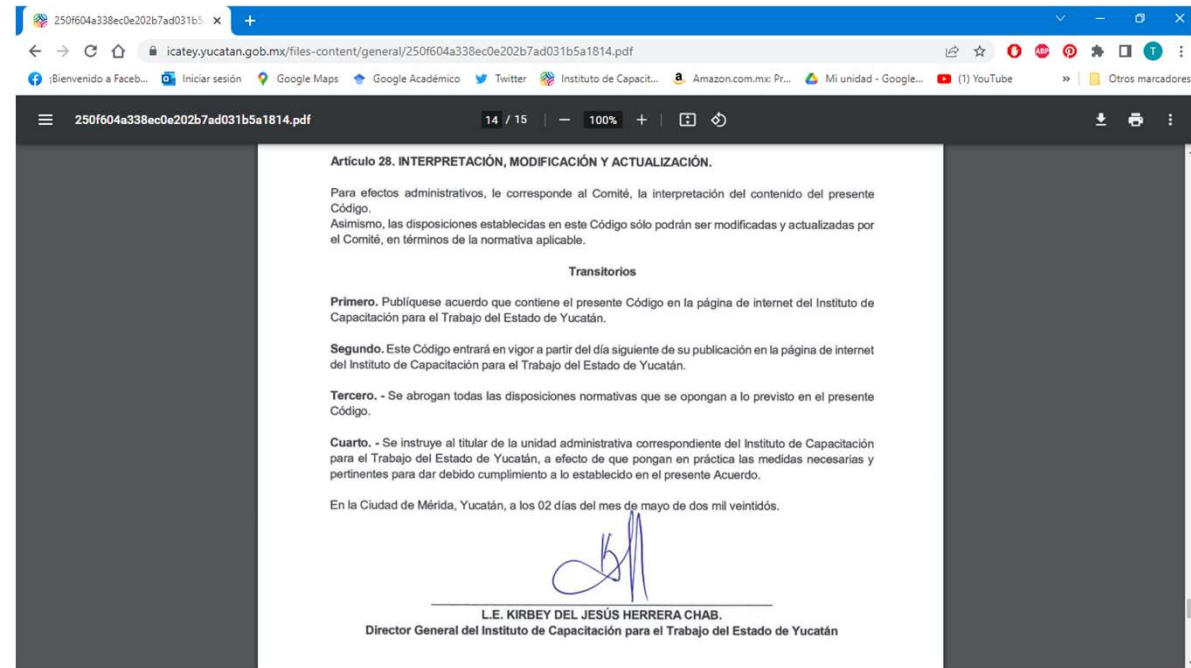 250f604a338ec0e202b7ad031b5
icatey.yucatan.gob.mx/files-content/general/250f604a338ec0e202b7ad031b5a1814.pdf
ABP
T
¡Bienvenido a Faceb... Iniciar sesión Google Maps Google Académico Twitter Instituto de Capacit... Amazon.com.mx: Pr... Mi unidad - Google... (1) YouTube » Otros marcadores
250f604a338ec0e202b7ad031b5a1814.pdf 14 / 15 | — 100% + |
Artículo 28. INTERPRETACIÓN, MODIFICACIÓN Y ACTUALIZACIÓN.
Para efectos administrativos, le corresponde al Comité, la interpretación del contenido del presente
Código.
Asimismo, las disposiciones establecidas en este Código sólo podrán ser modificadas y actualizadas por
el Comité, en términos de la normativa aplicable.
Transitorios
Primero. Publíquese acuerdo que contiene el presente Código en la página de internet del Instituto de
Capacitación para el Trabajo del Estado de Yucatán.
Segundo. Este Código entrará en vigor a partir del día siguiente de su publicación en la página de internet
del Instituto de Capacitación para el Trabajo del Estado de Yucatán.
Tercero. - Se abrogan todas las disposiciones normativas que se opongan a lo previsto en el presente
Código.
Cuarto. - Se instruye al titular de la unidad administrativa correspondiente del Instituto de Capacitación
para el Trabajo del Estado de Yucatán, a efecto de que pongan en práctica las medidas necesarias y
pertinentes para dar debido cumplimiento a lo establecido en el presente Acuerdo.
En la Ciudad de Mérida, Yucatán, a los 02 días del mes de mayo de dos mil veintidós.
L.E. KIRBEY DEL JESÚS HERRERA CHAB.
Director General del Instituto de Capacitación para el Trabajo del Estado de Yucatán